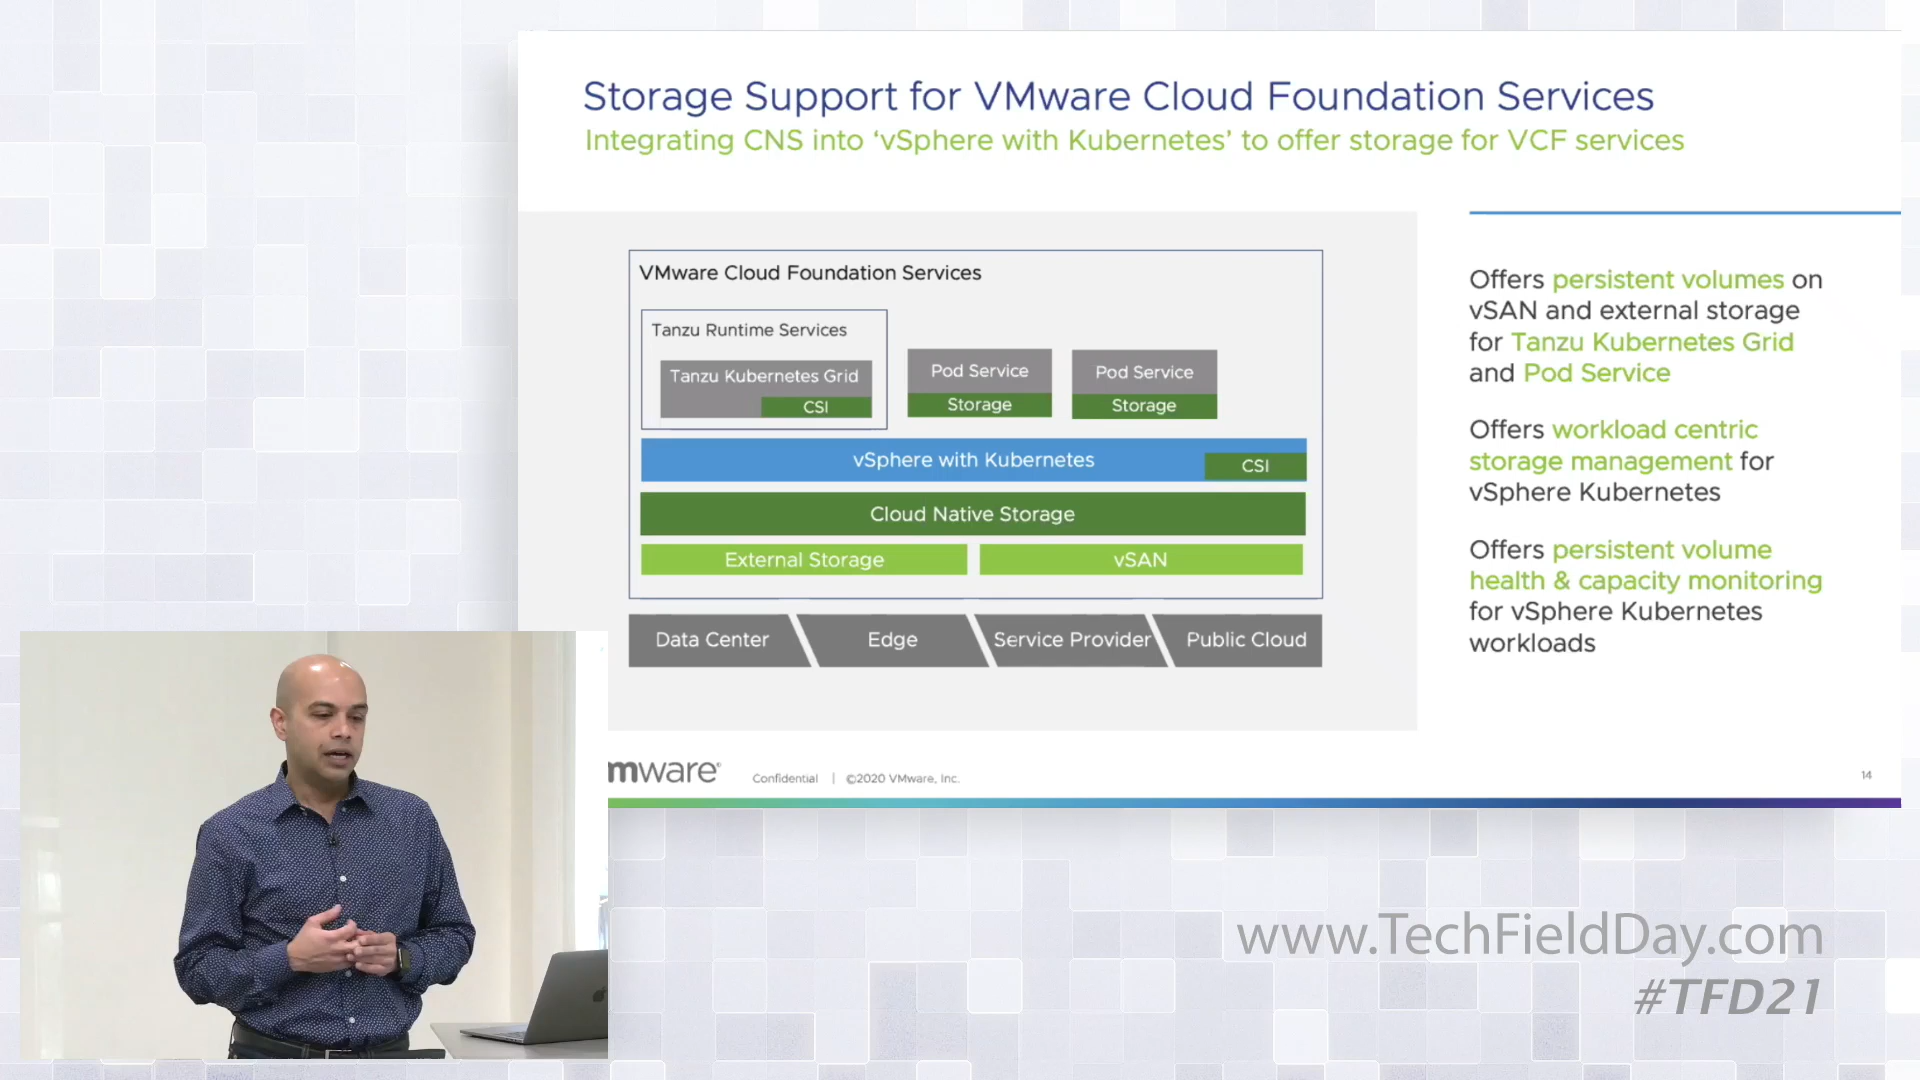 Storage Support for VMware Cloud Foundation Services
Integrating CNS into ‘vSphere with Kubernetes’ to offer storage for VCF services
VMware Cloud Foundation Services
Tanzu Runtime Services
Tanzu Kubernetes Grid
CSI
Pod Service
Storage
Pod Service
Storage
vSphere with Kubernetes
CSI
Cloud Native Storage
External Storage
vSAN
Data Center
Edge
Service Provider
Public Cloud
Offers persistent volumes on
vSAN and external storage
for Tanzu Kubernetes Grid
and Pod Service
Offers workload centric
storage management for
vSphere Kubernetes
Offers persistent volume
health & capacity monitoring
for vSphere Kubernetes
workloads
mware®
Confidential | ©2020 VMware, Inc.
14
www.TechFieldDay.com
#TFD21